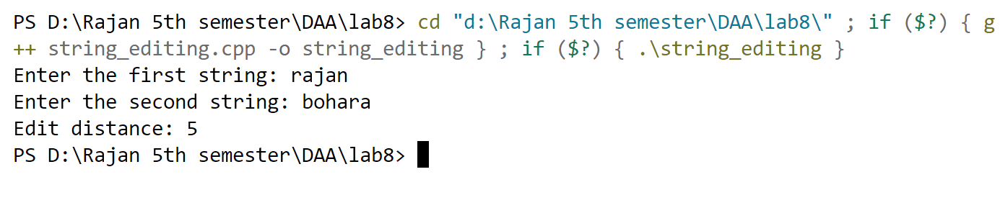 PS D:\Rajan 5th semester\DAA\lab8> cd "d:\Rajan 5th semester\DAA\lab8\" ; if ($?) { g
++ string_editing.cpp -o string_editing } ; if ($?) { .\string_editing }
Enter the first string: rajan
Enter the second string: bohara
Edit distance: 5
PS D:\Rajan 5th semester\DAA\lab8>